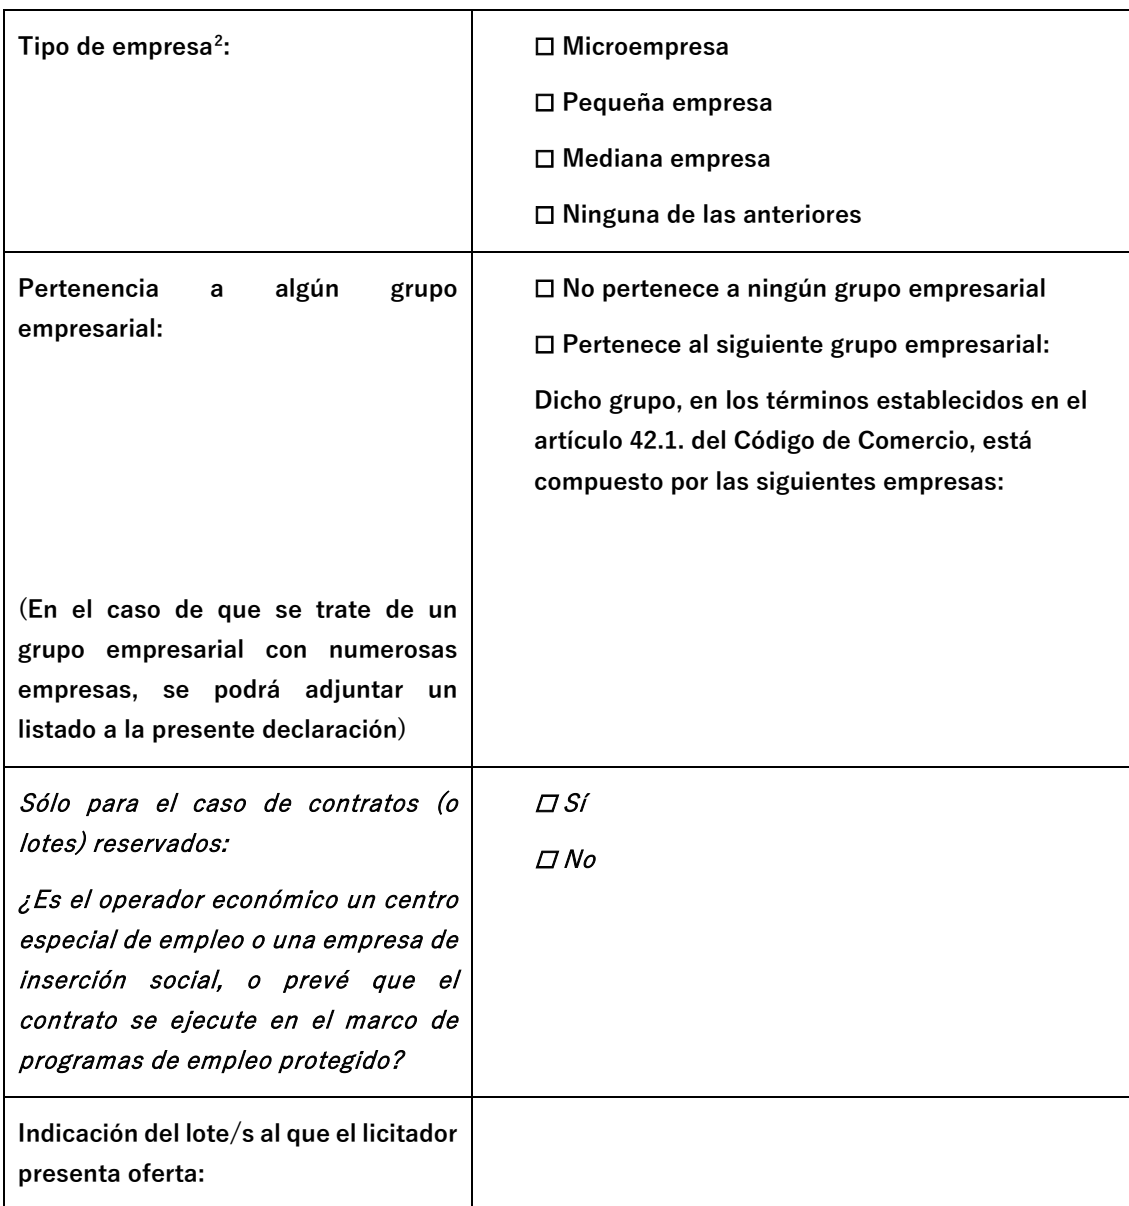 Tipo de empresa²:
☐ Microempresa
☐ Pequeña empresa
☐ Mediana empresa
☐ Ninguna de las anteriores
Pertenencia a algún grupo
empresarial:
(En el caso de que se trate de un
grupo empresarial con numerosas
empresas, se podrá adjuntar un
listado a la presente declaración)
☐ No pertenece a ningún grupo empresarial
☐ Pertenece al siguiente grupo empresarial:
Dicho grupo, en los términos establecidos en el
artículo 42.1. del Código de Comercio, está
compuesto por las siguientes empresas:
Sólo para el caso de contratos (o
lotes) reservados:
¿Es el operador económico un centro
especial de empleo o una empresa de
inserción social, o prevé que el
contrato se ejecute en el marco de
programas de empleo protegido?
☐ Sí
☐ No
Indicación del lote/s al que el licitador
presenta oferta: